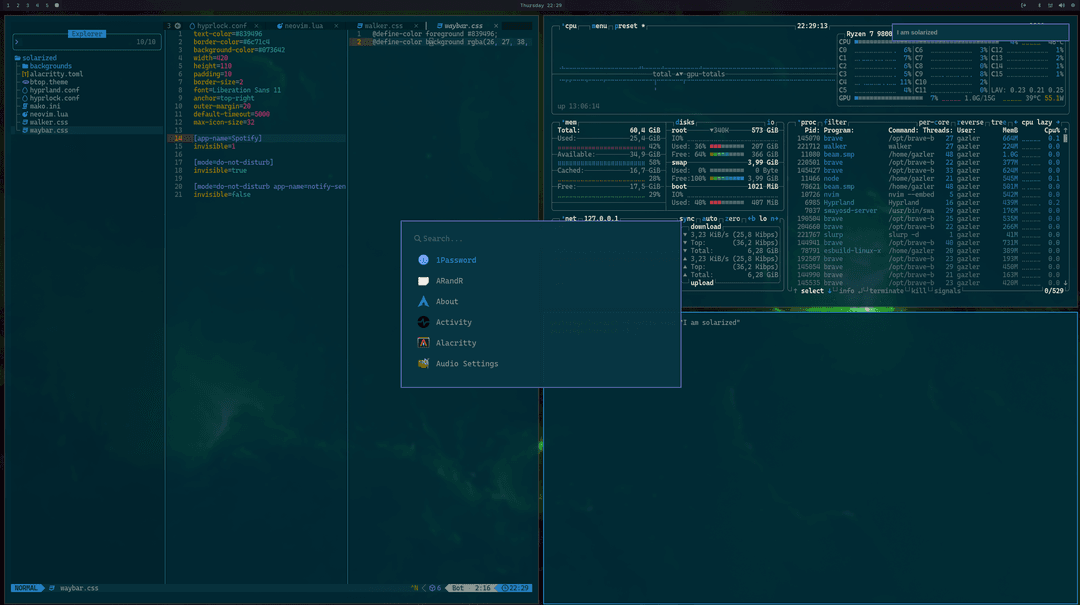 1 2 3 4 5
Thursday 22:29
Explorer
>
10/10
solarized
backgrounds
alacritty.toml
btop.theme
hyprland.conf
hyprlock.conf
mako.ini
neovim.lua
walker.css
waybar.css
3 hyprlock.conf × neovim.lua ×
1 text-color=#839496
2 border-color=#6c71c4
3 background-color=#073642
4 width=420
5 height=110
6 padding=10
7 border-size=2
8 font=Liberation Sans 11
9 anchor=top-right
10 outer-margin=20
11 default-timeout=5000
12 max-icon-size=32
13
14 [app-name=Spotify]
15 invisible=1
16
17 [mode=do-not-disturb]
18 invisible=true
19
20 [mode=do-not-disturb app-name=notify-sen
21 invisible=false
walker.css × waybar.css ×
1 @define-color foreground #839496;
2 @define-color background rgba(26, 27, 38,
NORMAL waybar.css
^N 6 Bot 2:16 22:29
cpu menu preset *
22:29:13
I am solarized
Ryzen 7 9800
CPU
C0 6% C6 3% C12 1%
C1 7% C7 8% C13 2%
C2 6% C8 0% C14 1%
C3 5% C9 8% C15 1%
C4 C10 2%
C5 4% C11 0% LAV: 0.23 0.21 0.25
GPU 7% 1.0G/15G 39°C 55.1W
total ▲▼ gpu-totals
up 13:06:14
mem
Total: 60,4 GiB
Used: 25,4 GiB
42%
Available: 34,9 GiB
58%
Cached: 16,7 GiB
28%
Free: 17,5 GiB
29%
disks io
root ▼340K 573 GiB
IO%
Used: 36% 207 GiB
Free: 64% 366 GiB
swap 3,99 GiB
Used: 0% 0 Byte
Free:100% 3,99 GiB
boot 1021 MiB
IO%
Used: 40% 407 MiB
net 127.0.0.1 sync auto zero <b lo n>
download
▼ 3,23 KiB/s (25,8 Kibps)
▼ Top: (36,2 Kibps)
▼ Total: 6,28 GiB
▲ 3,23 KiB/s (25,8 Kibps)
▲ Top: (36,2 Kibps)
▲ Total: 6,28 GiB
upload
proc filter per-core reverse tree < cpu lazy >
Pid: Program: Command: Threads: User: MemB Cpu%
145070 brave /opt/brave-b 27 gazler 664M 0.1
221712 walker walker 27 gazler 224M 0.0
11080 beam.smp /home/gazler 48 gazler 1.0G 0.0
220501 brave /opt/brave-b 22 gazler 377M 0.0
145427 brave /opt/brave-b 33 gazler 624M 0.1
11466 node /home/gazler 21 gazler 545M 0.1
78621 beam.smp /home/gazler 48 gazler 501M 0.0
10726 nvim nvim --embed 5 gazler 542M 0.0
6985 Hyprland Hyprland 16 gazler 439M 0.2
7037 swayosd-server /usr/bin/swa 29 gazler 176M 0.0
190510 brave /opt/brave-b 25 gazler 535M 0.0
204660 brave /opt/brave-b 22 gazler 266M 0.0
221767 slurp slurp -d 1 gazler 41M 0.0
144941 brave /opt/brave-b 48 gazler 731M 0.0
78791 esbuild-linux-x /home/gazler 20 gazler 389M 0.0
192507 brave /opt/brave-b 23 gazler 193M 0.0
145054 brave /opt/brave-b 29 gazler 450M 0.0
144990 brave /opt/brave-b 21 gazler 163M 0.0
145535 brave /opt/brave-b 23 gazler 420M 0.0
↑ select ↓ info ↵ terminate kill signals 0/529
Search...
1Password
ARandR
About
Activity
Alacritty
Audio Settings
"I am solarized"